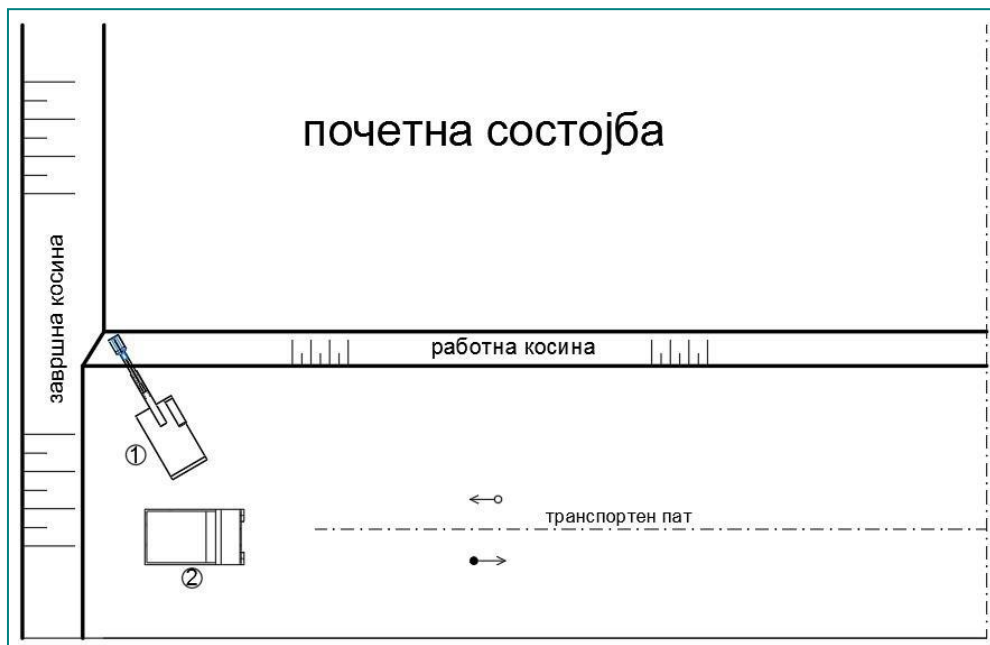 почетна состојба
завршна косина
работна косина
①
транспортен пат
②